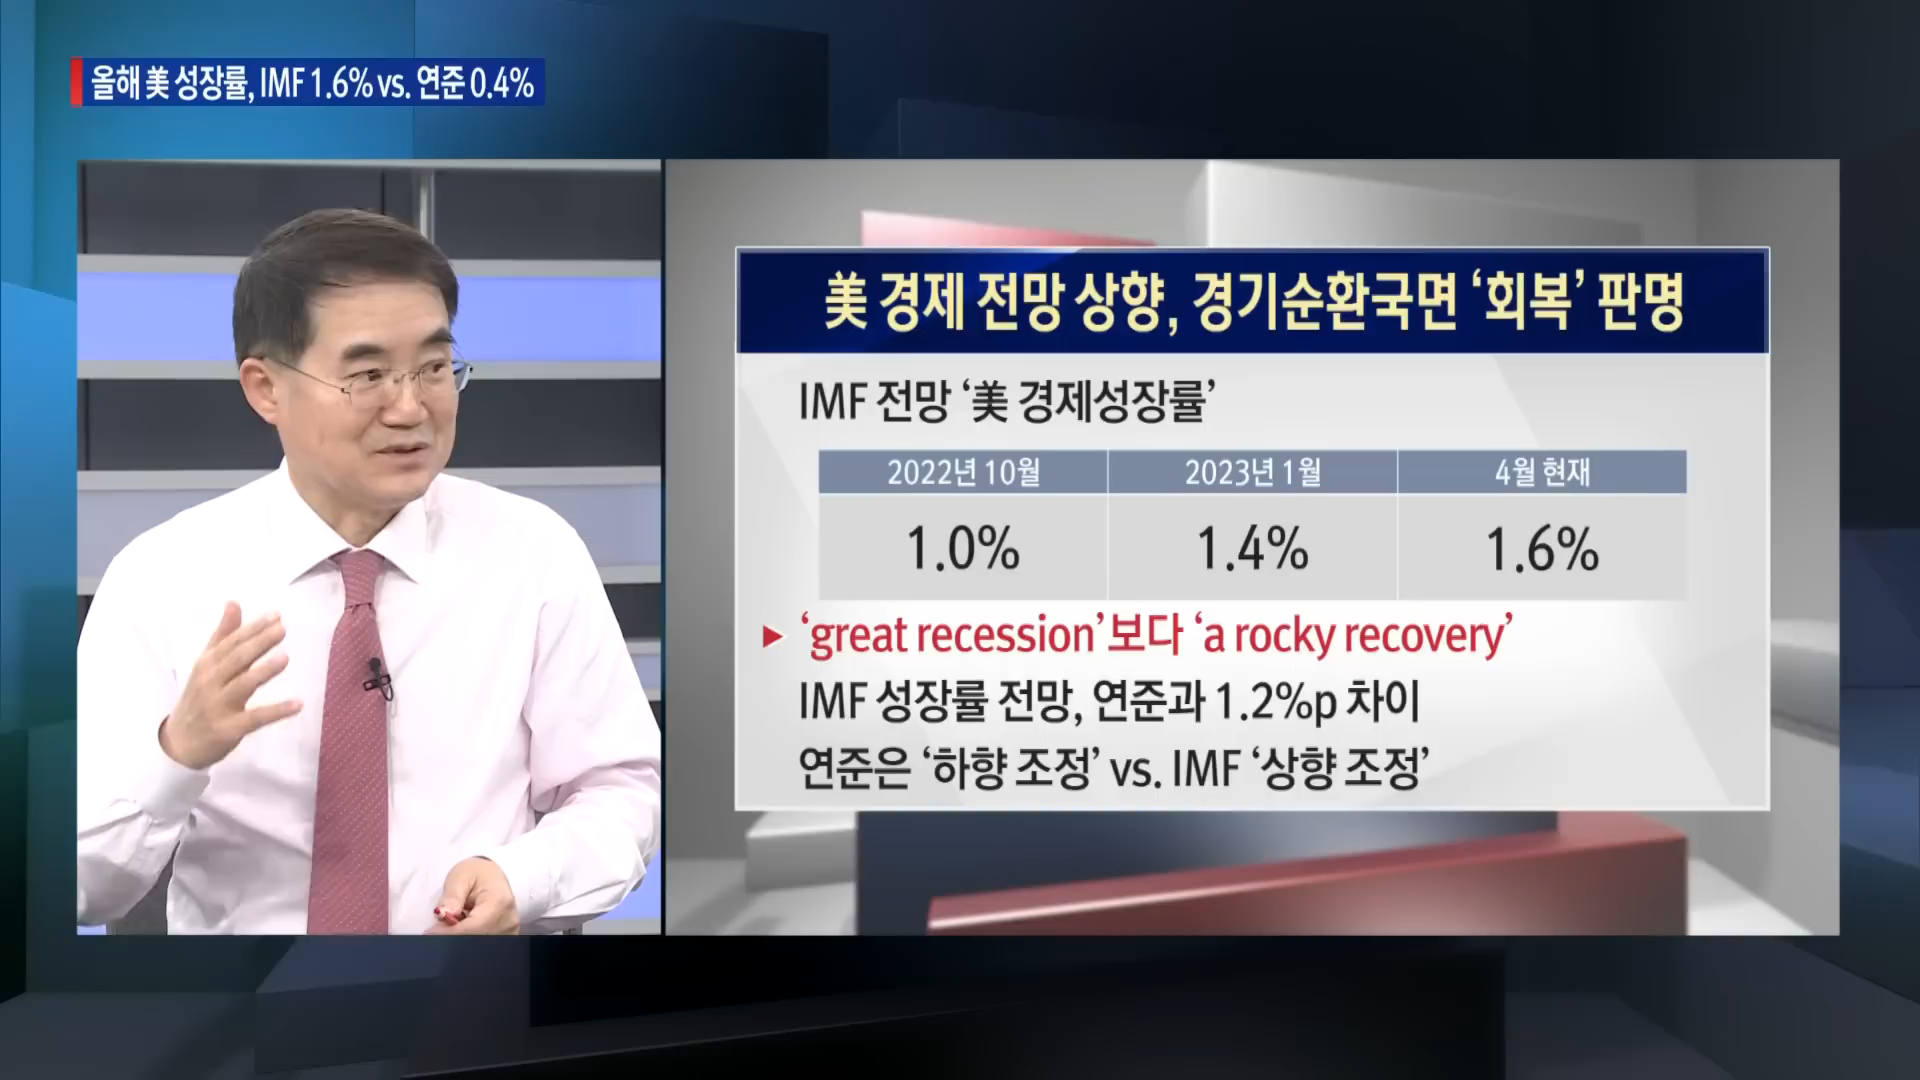 올해 美 성장률, IMF 1.6% vs. 연준 0.4%
美 경제 전망 상향, 경기순환국면 ‘회복’ 판명
IMF 전망 ‘美 경제성장률’
2022년 10월 2023년 1월 4월 현재
1.0% 1.4% 1.6%
▶ ‘great recession’보다 ‘a rocky recovery’
IMF 성장률 전망, 연준과 1.2%p 차이
연준은 ‘하향 조정’ vs. IMF ‘상향 조정’